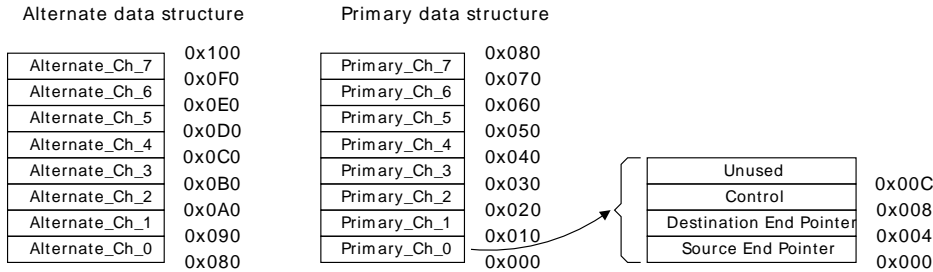 Alternate data structure
Primary data structure
0x100
Alternate_Ch_7
0x0F0
Alternate_Ch_6
0x0E0
Alternate_Ch_5
0x0D0
Alternate_Ch_4
0x0C0
Alternate_Ch_3
0x0B0
Alternate_Ch_2
0x0A0
Alternate_Ch_1
0x090
Alternate_Ch_0
0x080
0x080
Primary_Ch_7
0x070
Primary_Ch_6
0x060
Primary_Ch_5
0x050
Primary_Ch_4
0x040
Primary_Ch_3
0x030
Primary_Ch_2
0x020
Primary_Ch_1
0x010
Primary_Ch_0
0x000
Unused
0x00C
Control
0x008
Destination End Pointer
0x004
Source End Pointer
0x000